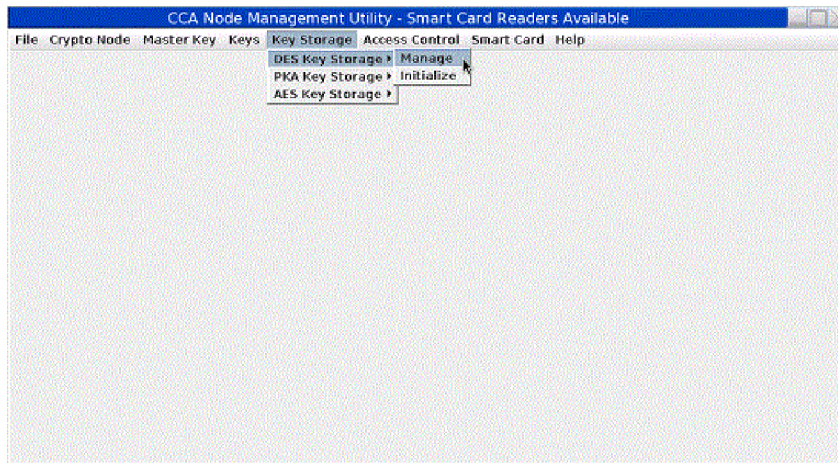 CCA Node Management Utility - Smart Card Readers Available
File Crypto Node Master Key Keys Key Storage Access Control Smart Card Help
DES Key Storage Manage
PKA Key Storage Initialize
AES Key Storage